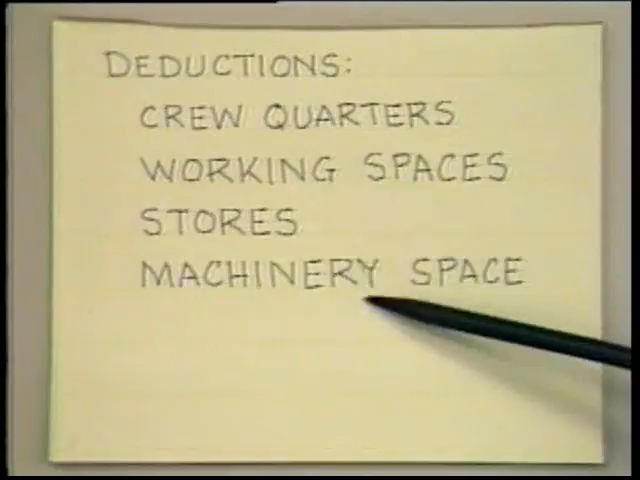 DEDUCTIONS:
CREW QUARTERS
WORKING SPACES
STORES
MACHINERY SPACE